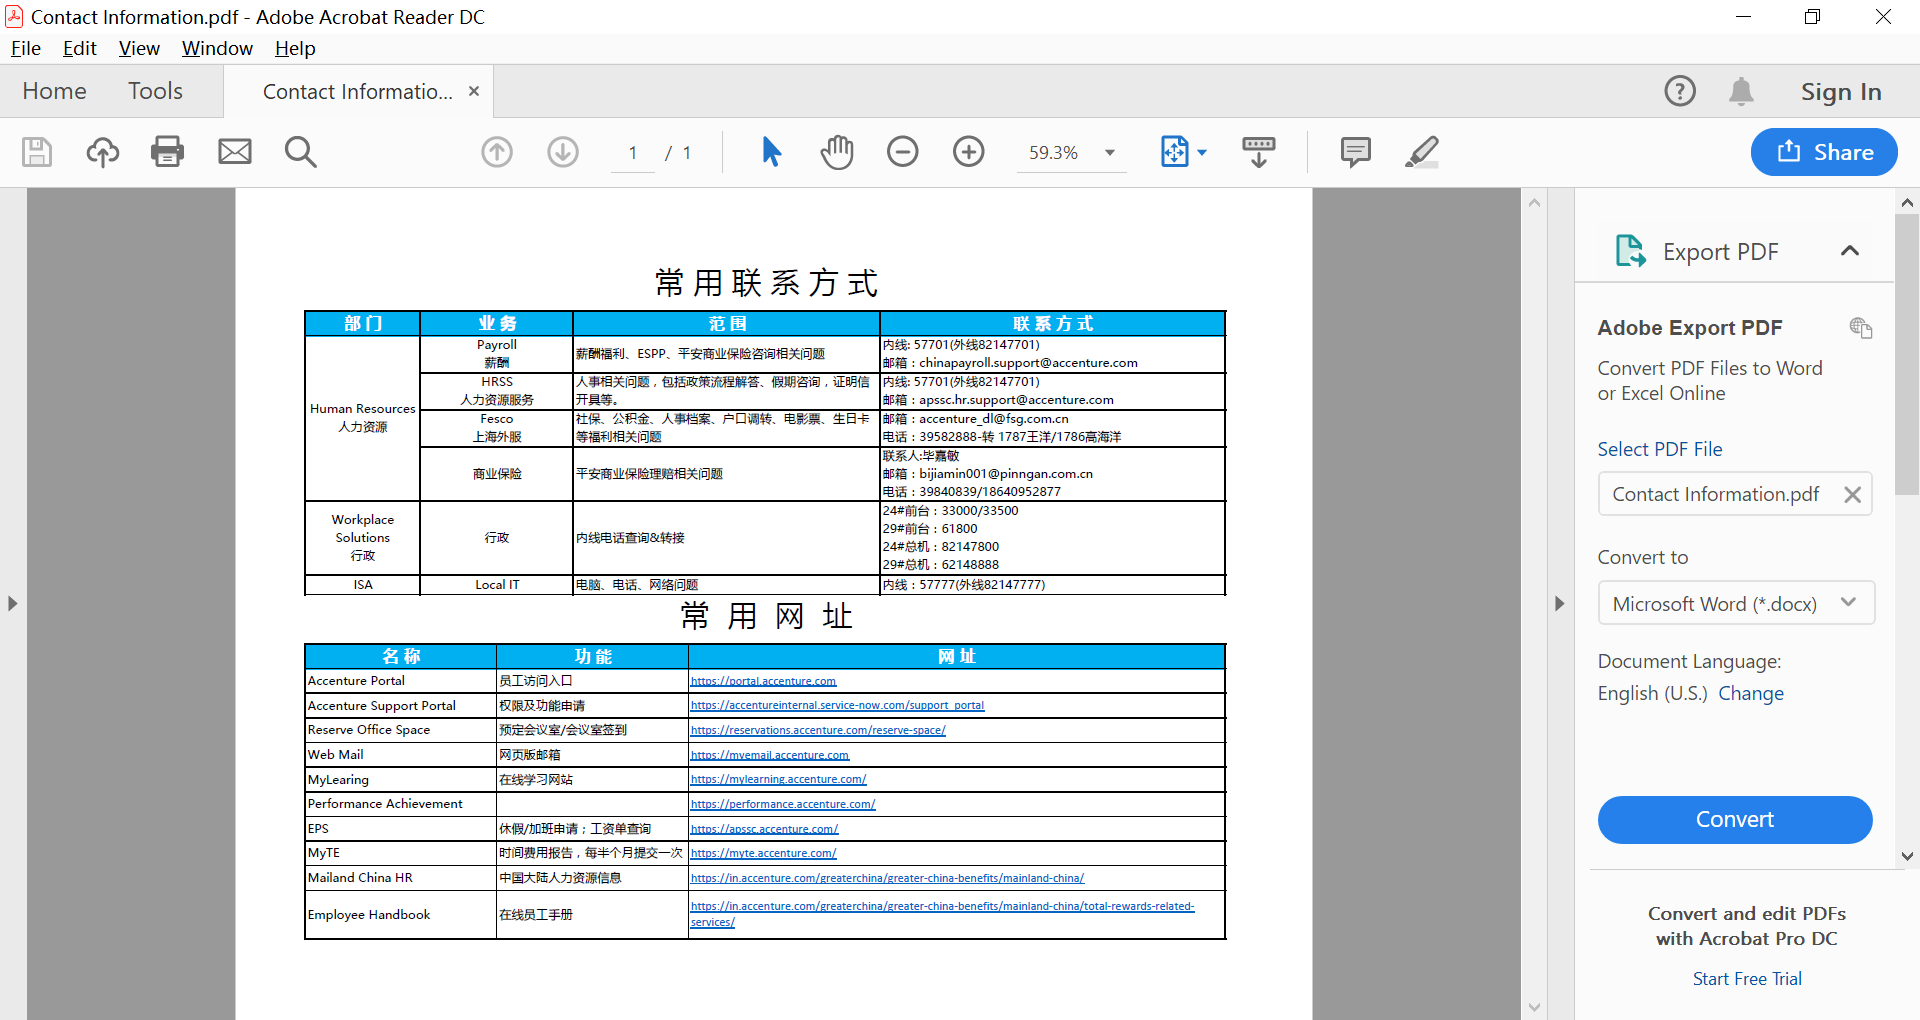 Contact Information.pdf - Adobe Acrobat Reader DC
File Edit View Window Help
Home Tools Contact Informatio... × Sign In
1 / 1 59.3% Share
常用联系方式
部门 业务 范围 联系方式
Human Resources
人力资源
Payroll
薪酬
薪酬福利、ESPP、平安商业保险咨询相关问题
内线: 57701(外线82147701)
邮箱：chinapayroll.support@accenture.com
HRSS
人力资源服务
人事相关问题，包括政策流程解答、假期咨询，证明信
开具等。
内线: 57701(外线82147701)
邮箱：apssc.hr.support@accenture.com
Fesco
上海外服
社保、公积金、人事档案、户口调转、电影票、生日卡
等福利相关问题
邮箱：accenture_dl@fsg.com.cn
电话：39582888-转 1787王洋/1786高海洋
商业保险
平安商业保险理赔相关问题
联系人:毕嘉敏
邮箱：bijiamin001@pinngan.com.cn
电话：39840839/18640952877
Workplace
Solutions
行政
行政
内线电话查询&转接
24#前台：33000/33500
29#前台：61800
24#总机：82147800
29#总机：62148888
ISA Local IT 电脑、电话、网络问题 内线：57777(外线82147777)
常用网址
名称 功能 网址
Accenture Portal 员工访问入口 https://portal.accenture.com
Accenture Support Portal 权限及功能申请 https://accentureinternal.service-now.com/support_portal
Reserve Office Space 预定会议室/会议室签到 https://reservations.accenture.com/reserve-space/
Web Mail 网页版邮箱 https://myemail.accenture.com
MyLearing 在线学习网站 https://mylearning.accenture.com/
Performance Achievement https://performance.accenture.com/
EPS 休假/加班申请；工资单查询 https://apssc.accenture.com/
MyTE 时间费用报告，每半个月提交一次 https://myte.accenture.com/
Mailand China HR 中国大陆人力资源信息 https://in.accenture.com/greaterchina/greater-china-benefits/mainland-china/
Employee Handbook 在线员工手册 https://in.accenture.com/greaterchina/greater-china-benefits/mainland-china/total-rewards-related-
services/
Export PDF
Adobe Export PDF
Convert PDF Files to Word
or Excel Online
Select PDF File
Contact Information.pdf
Convert to
Microsoft Word (*.docx)
Document Language:
English (U.S.) Change
Convert
Convert and edit PDFs
with Acrobat Pro DC
Start Free Trial